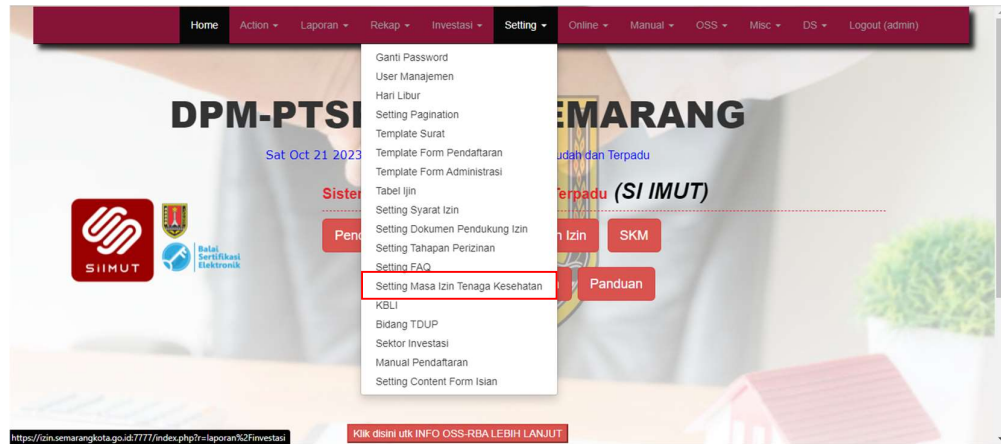 Home Action Laporan Rekap Investasi Setting Online Manual OSS Misc DS Logout (admin)
Ganti Password
User Manajemen
Hari Libur
Setting Pagination
Template Surat
Template Form Pendaftaran
Template Form Administrasi
Tabel Ijin
Setting Syarat Izin
Setting Dokumen Pendukung Izin
Setting Tahapan Perizinan
Setting FAQ
Setting Masa Izin Tenaga Kesehatan
KBLI
Bidang TDUP
Sektor Investasi
Manual Pendaftaran
Setting Content Form Isian
DPM-PTS EMARANG
Sat Oct 21 2023 udah dan Terpadu
Sister Terpadu (SI IMUT)
Pend n Izin SKM
Panduan
SIIMUT
Balai
Sertifikasi
Elektronik
Klik disini utk INFO OSS-RBA LEBIH LANJUT
https://izin.semarangkota.go.id:7777/index.php?r=laporan%2Finvestasi